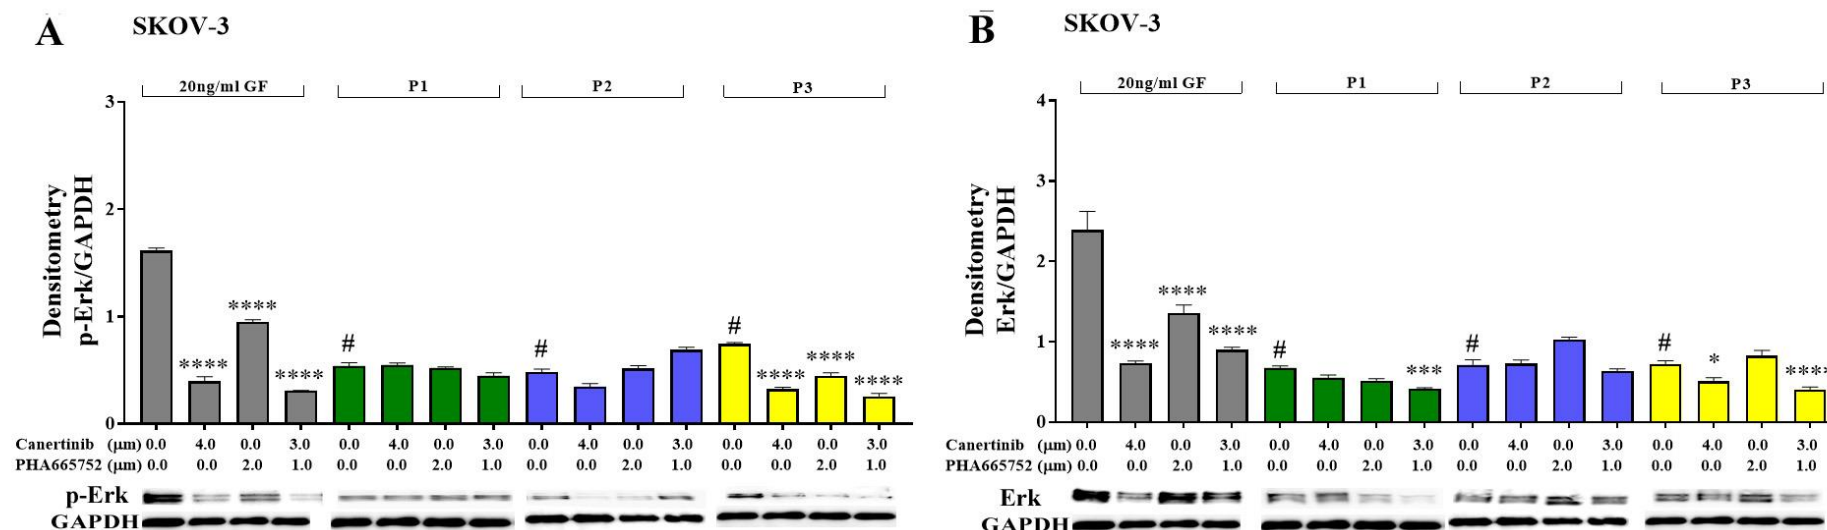 A SKOV-3
20ng/ml GF P1 P2 P3
3
2
1
0
Densitometry
p-Erk/GAPDH
**** **** **** # # # **** **** ****
Canertinib (μm) 0.0 4.0 0.0 3.0 0.0 4.0 0.0 3.0 0.0 4.0 0.0 3.0 0.0 4.0 0.0 3.0
PHA665752 (μm) 0.0 0.0 2.0 1.0 0.0 0.0 2.0 1.0 0.0 0.0 2.0 1.0 0.0 0.0 2.0 1.0
p-Erk
GAPDH
B SKOV-3
20ng/ml GF P1 P2 P3
4
3
2
1
0
Densitometry
Erk/GAPDH
**** **** **** # *** # # * ****
Canertinib (μm) 0.0 4.0 0.0 3.0 0.0 4.0 0.0 3.0 0.0 4.0 0.0 3.0 0.0 4.0 0.0 3.0
PHA665752 (μm) 0.0 0.0 2.0 1.0 0.0 0.0 2.0 1.0 0.0 0.0 2.0 1.0 0.0 0.0 2.0 1.0
Erk
GAPDH